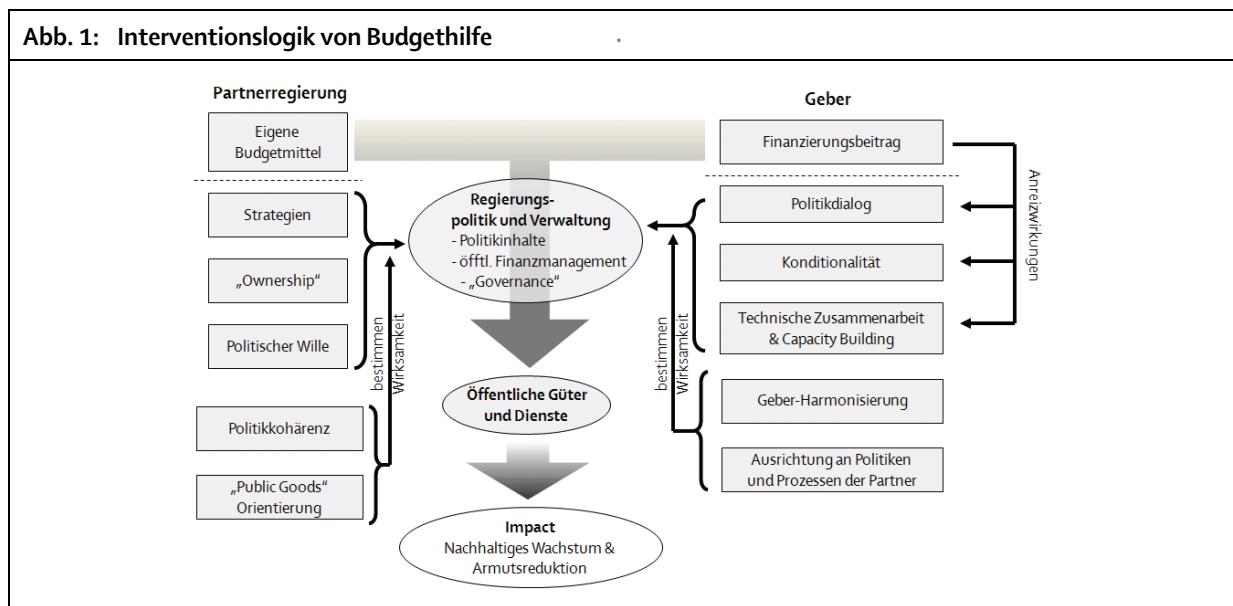 Abb. 1: Interventionslogik von Budgethilfe
Partnerregierung
Eigene
Budgetmittel
Strategien
„Ownership“
Politischer Wille
Politikkohärenz
„Public Goods“
Orientierung
bestimmen
Wirksamkeit
Regierungs-
politik und Verwaltung
- Politikinhalte
- öfftl. Finanzmanagement
- „Governance“
Öffentliche Güter
und Dienste
Impact
Nachhaltiges Wachstum &
Armutsreduktion
bestimmen
Wirksamkeit
Geber
Finanzierungsbeitrag
Politikdialog
Konditionalität
Technische Zusammenarbeit
& Capacity Building
Geber-Harmonisierung
Ausrichtung an Politiken
und Prozessen der Partner
Anreizwirkungen